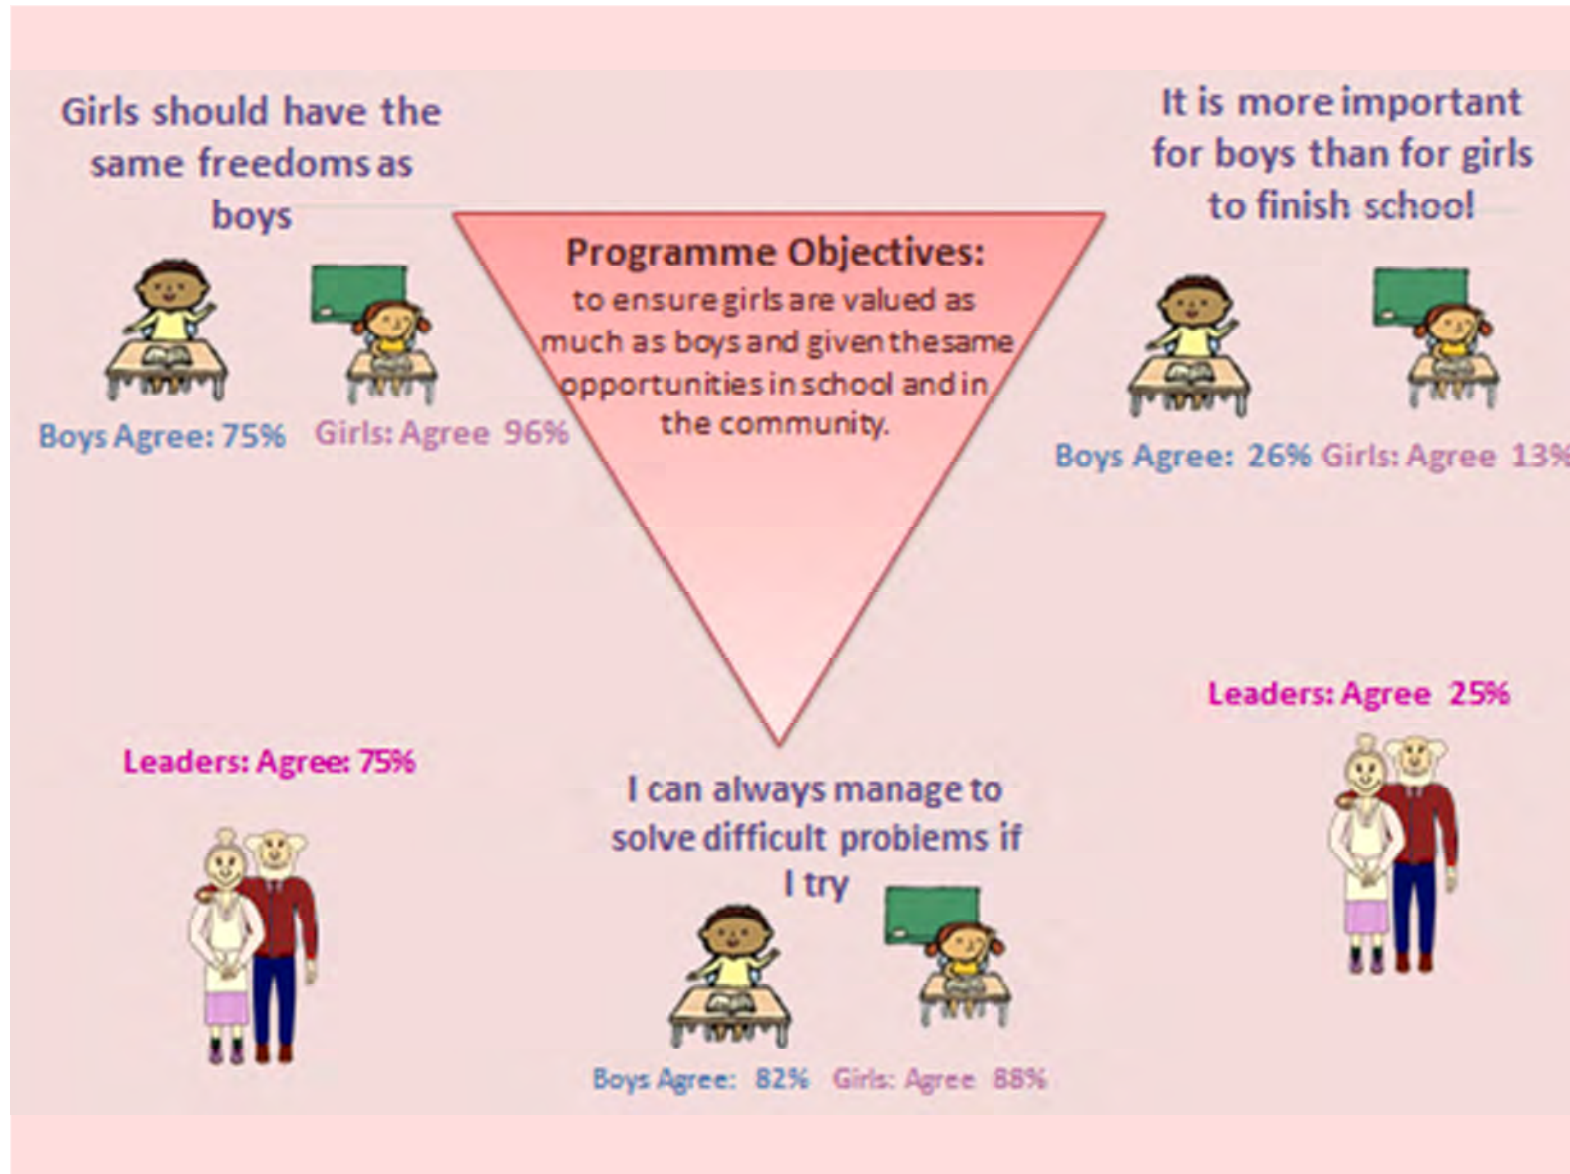 Girls should have the
same freedoms as
boys
Boys Agree: 75% Girls: Agree 96%
Leaders: Agree: 75%
Programme Objectives:
to ensure girls are valued as
much as boys and given thesame
opportunities in school and in
the community.
It is more important
for boys than for girls
to finish school
Boys Agree: 26% Girls: Agree 13%
Leaders: Agree 25%
I can always manage to
solve difficult problems if
I try
Boys Agree: 82% Girls: Agree 88%